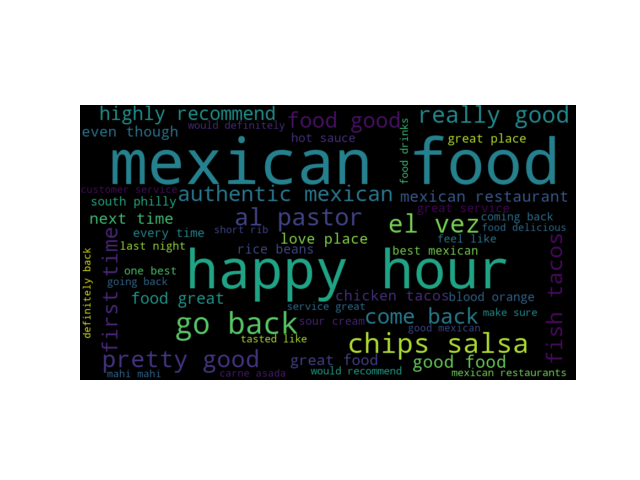 highly recommend
food good
really good
even though
would definitely
hot sauce
food drinks
great place
mexican food
customer service
authentic mexican
mexican restaurant
south philly
great service
next time
al pastor
el vez
coming back
every time
short rib
food delicious
first time
last night
love place
feel like
fish tacos
definitely back
rice beans
best mexican
one best
happy hour
going back
food great
chicken tacos
blood orange
service great
go back
sour cream
come back
make sure
good mexican
tasted like
chips salsa
pretty good
great food
good food
mahi mahi
carne asada
would recommend
mexican restaurants